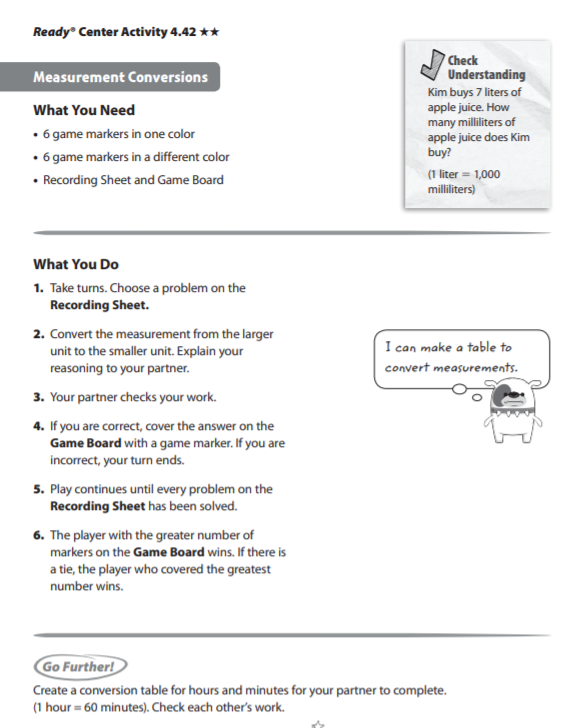 Ready® Center Activity 4.42 ★★
Measurement Conversions
What You Need
• 6 game markers in one color
• 6 game markers in a different color
• Recording Sheet and Game Board
Check
Understanding
Kim buys 7 liters of
apple juice. How
many milliliters of
apple juice does Kim
buy?
(1 liter = 1,000
milliliters)
What You Do
1. Take turns. Choose a problem on the
Recording Sheet.
2. Convert the measurement from the larger
unit to the smaller unit. Explain your
reasoning to your partner.
3. Your partner checks your work.
4. If you are correct, cover the answer on the
Game Board with a game marker. If you are
incorrect, your turn ends.
5. Play continues until every problem on the
Recording Sheet has been solved.
6. The player with the greater number of
markers on the Game Board wins. If there is
a tie, the player who covered the greatest
number wins.
I can make a table to
convert measurements.
Go Further!
Create a conversion table for hours and minutes for your partner to complete.
(1 hour = 60 minutes). Check each other's work.